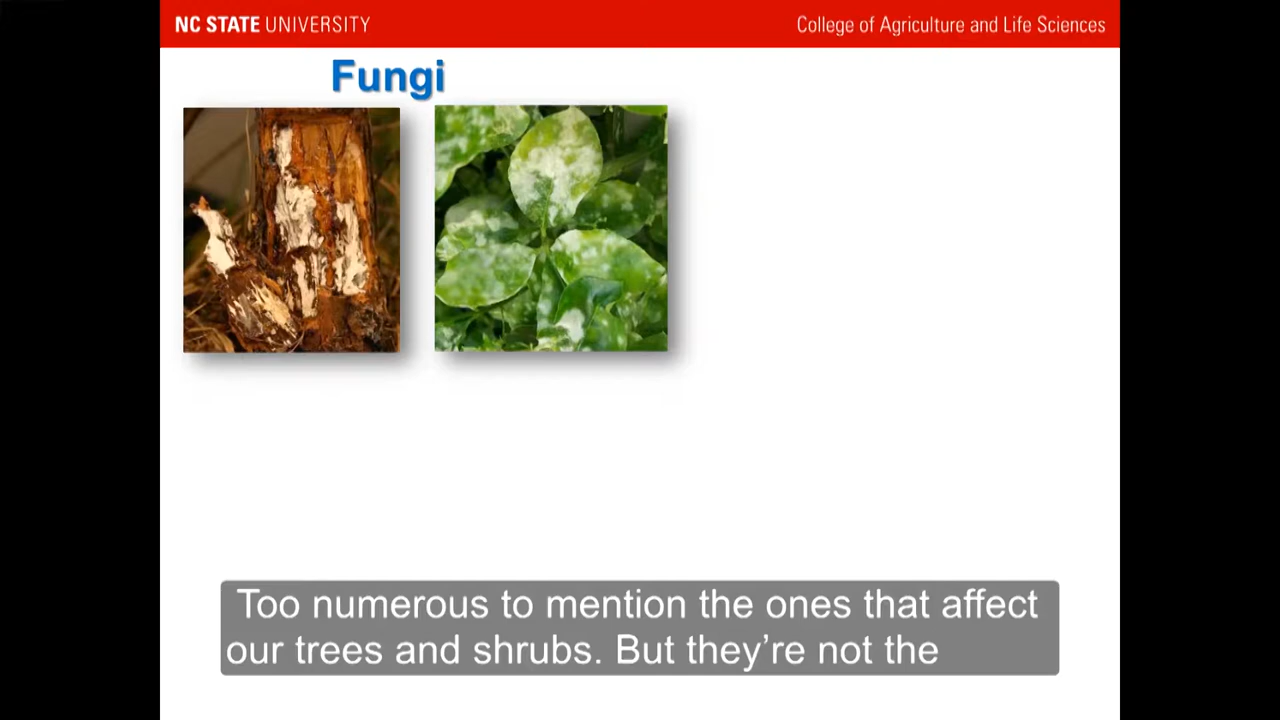 NC STATE UNIVERSITY
College of Agriculture and Life Sciences
Fungi
Too numerous to mention the ones that affect
our trees and shrubs. But they’re not the